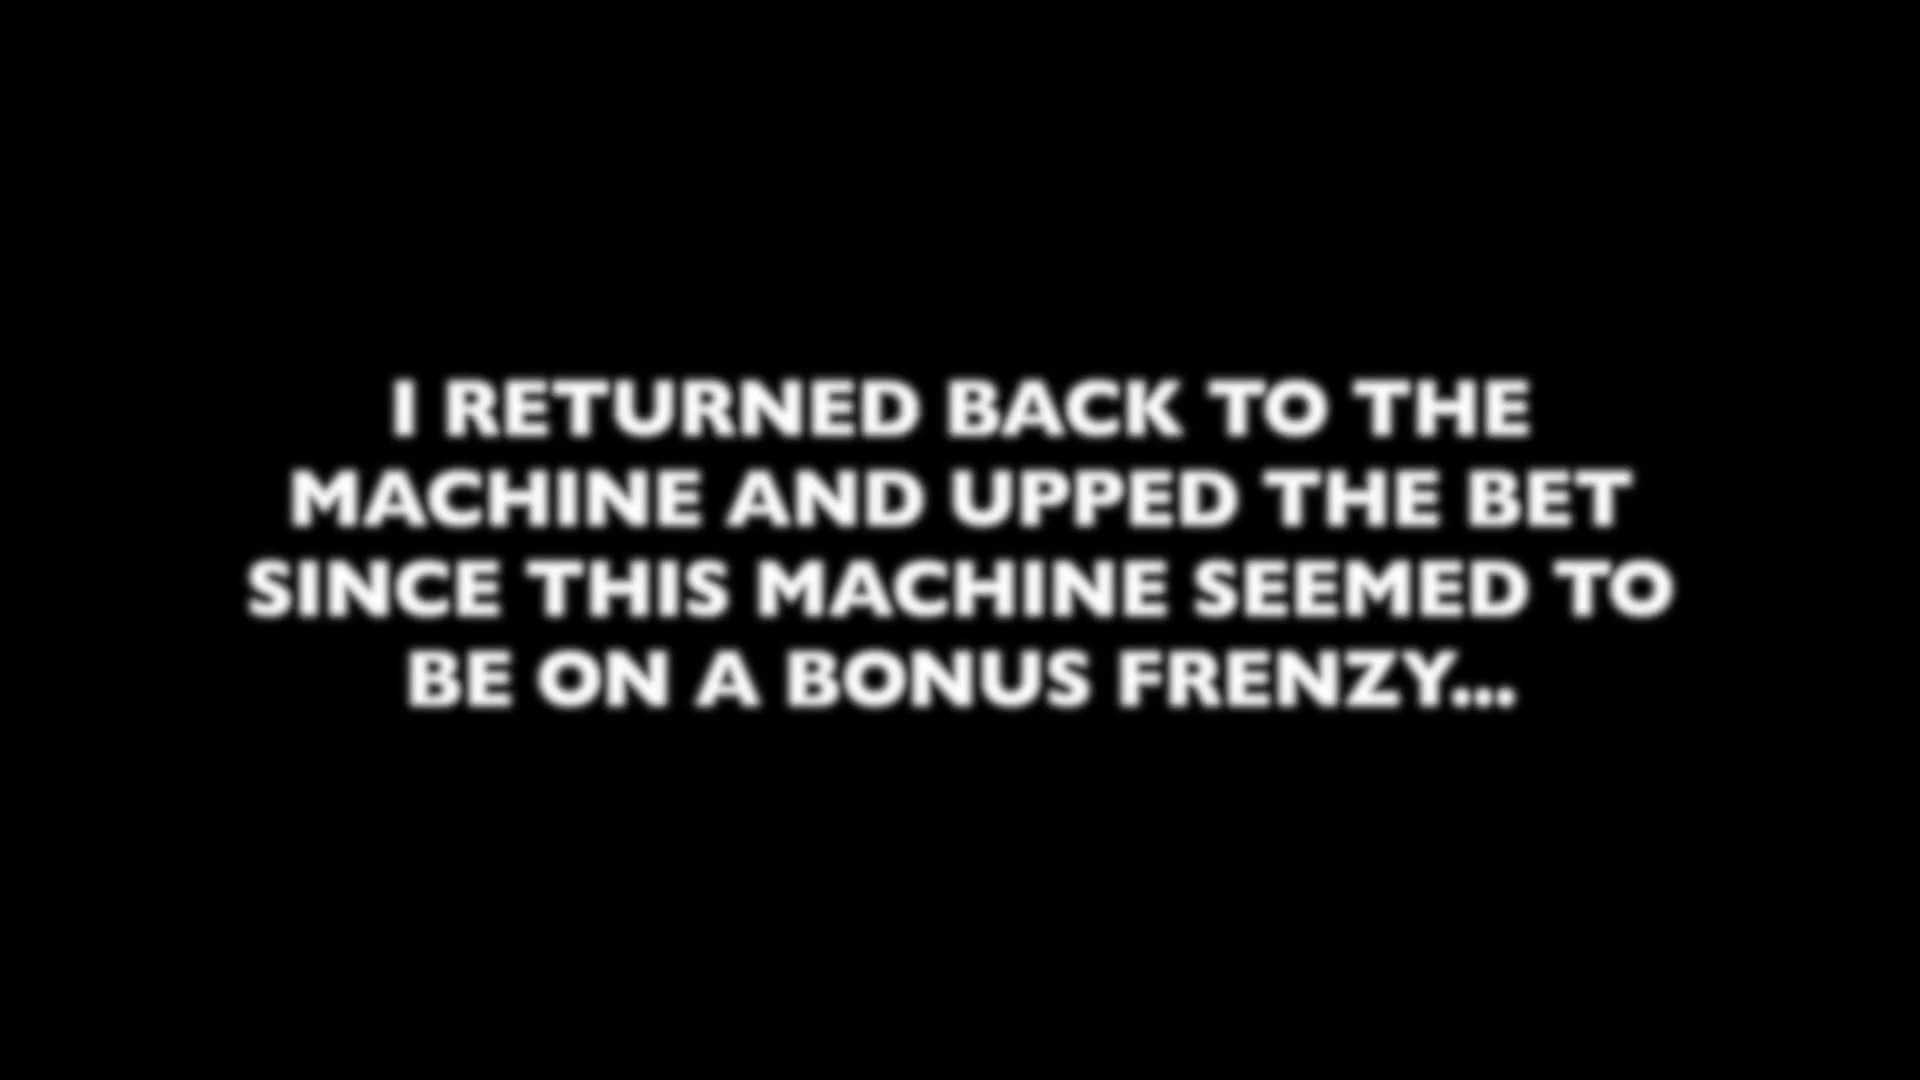 I RETURNED BACK TO THE
MACHINE AND UPPED THE BET
SINCE THIS MACHINE SEEMED TO
BE ON A BONUS FRENZY...